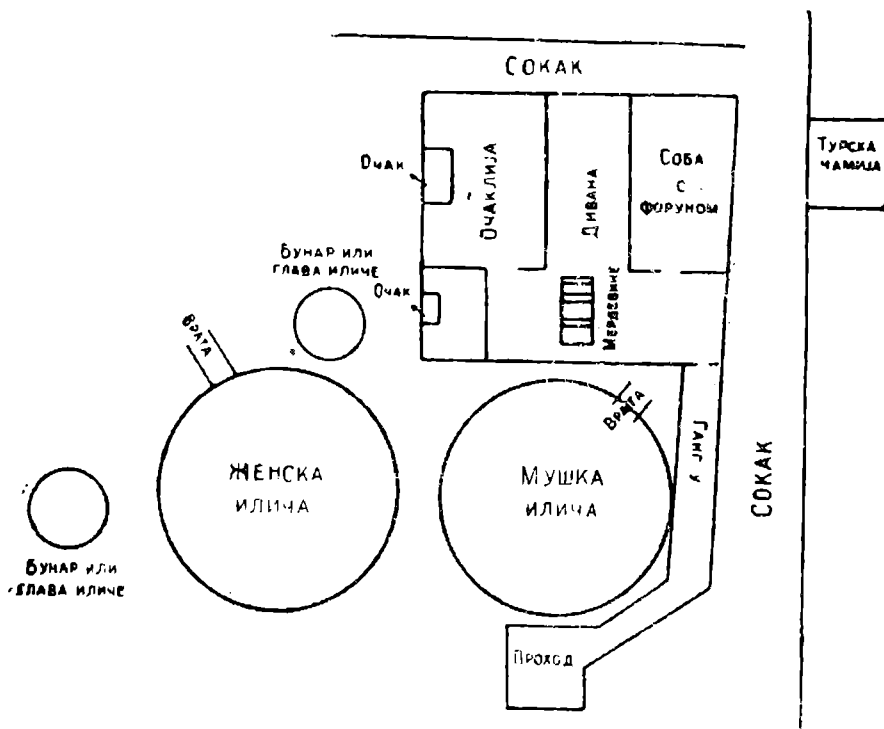 СОКАК
ОЧАК
ОЧАКЛИЈА
ДИВАНА
СОБА
С
ФОРУНОМ
ТУРСКА
ЧАМИЈА
БУНАР ИЛИ
ГЛАВА ИЛИЧЕ
ОЧАК
МЕРДЕВИНЕ
ВРАТА
ВРАТА
ГАНГ У
ЖЕНСКА
ИЛИЧА
МУШКА
ИЛИЧА
СОКАК
БУНАР ИЛИ
ГЛАВА ИЛИЧЕ
ПРОХОД